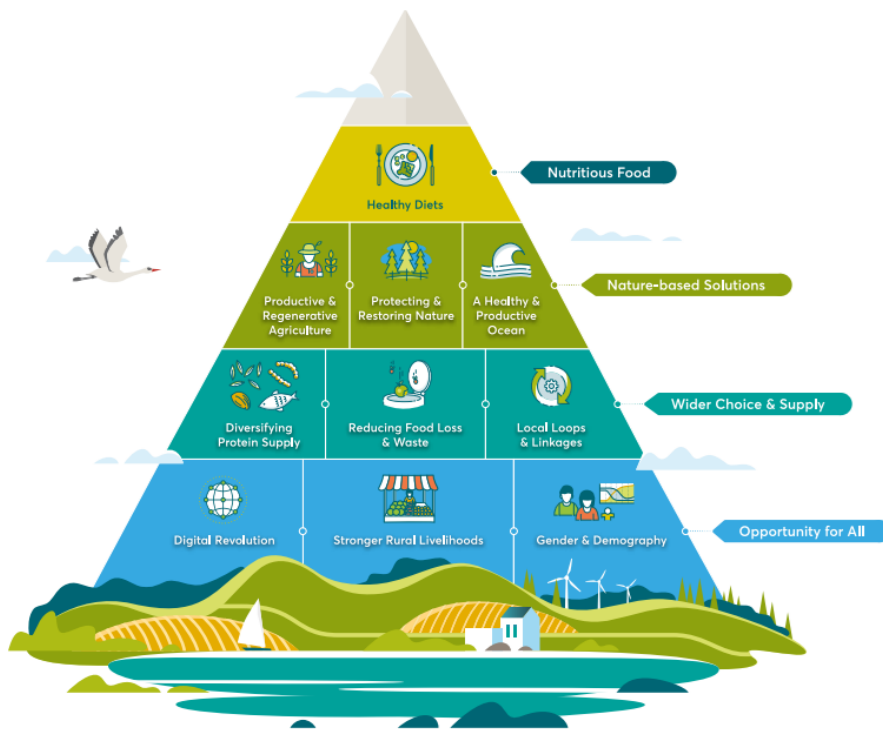 Healthy Diets
Nutritious Food
Productive &
Regenerative
Agriculture
Protecting &
Restoring Nature
A Healthy &
Productive
Ocean
Nature-based Solutions
Diversifying
Protein Supply
Reducing Food Loss
& Waste
Local Loops
& Linkages
Wider Choice & Supply
Digital Revolution
Stronger Rural Livelihoods
Gender & Demography
Opportunity for All